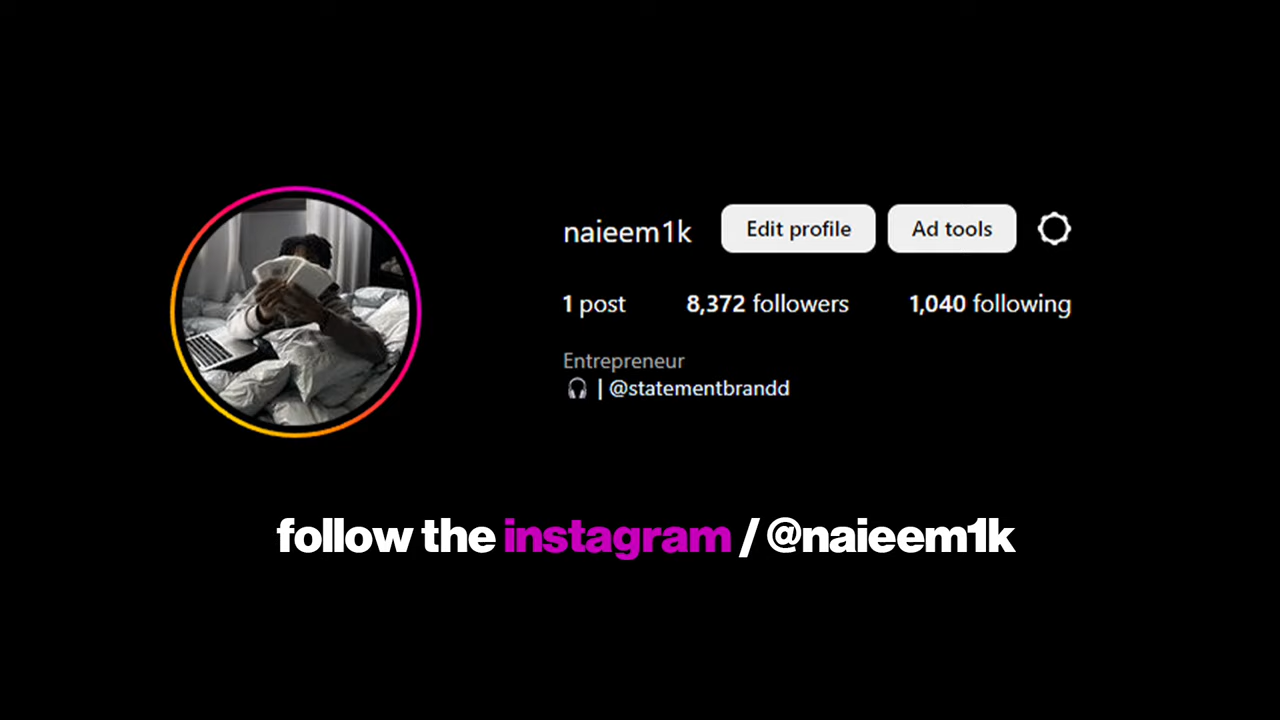 naieem1k Edit profile Ad tools
1 post 8,372 followers 1,040 following
Entrepreneur
🎧 | @statementbrandd
follow the instagram / @naieem1k